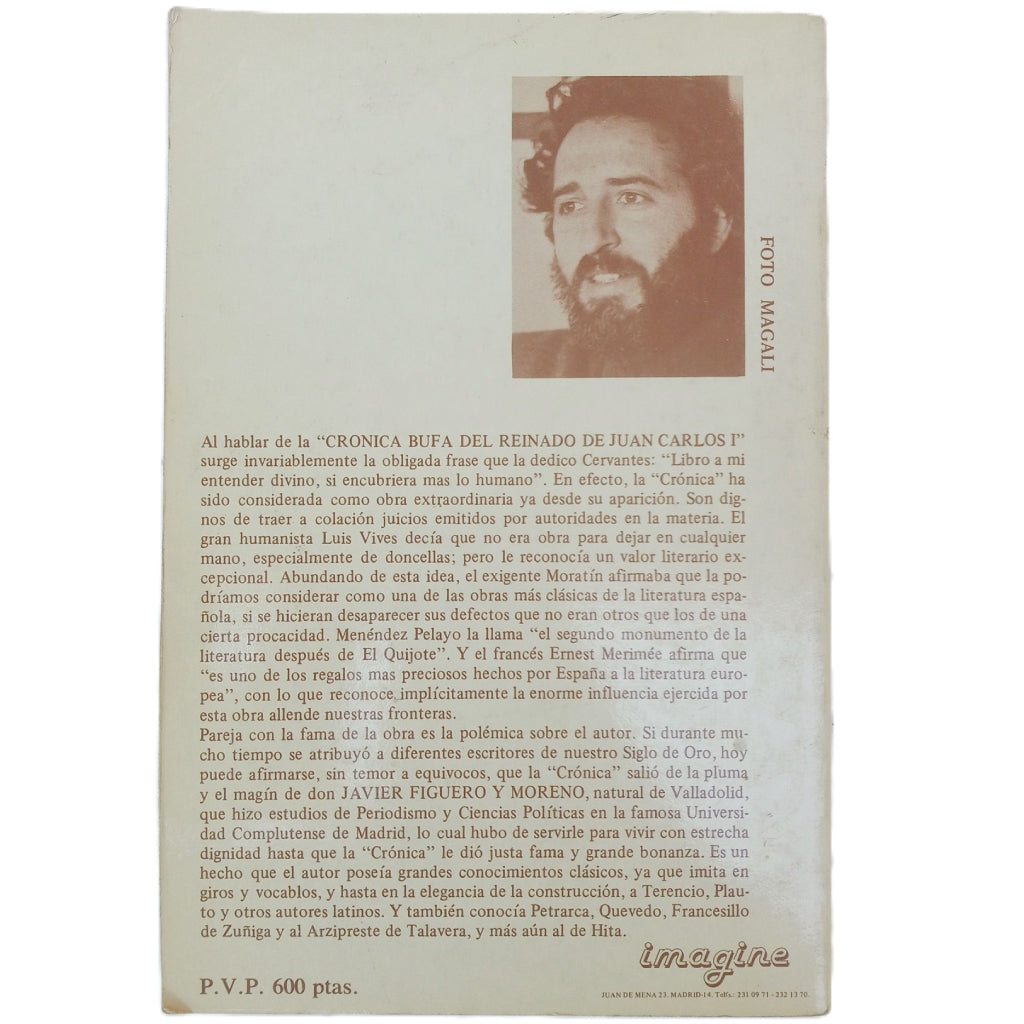 FOTO MAGALI
Al hablar de la “CRONICA BUFA DEL REINADO DE JUAN CARLOS I”
surge invariablemente la obligada frase que la dedico Cervantes: “Libro a mi
entender divino, si encubriera mas lo humano”. En efecto, la “Crónica” ha
sido considerada como obra extraordinaria ya desde su aparición. Son dig-
nos de traer a colación juicios emitidos por autoridades en la materia. El
gran humanista Luis Vives decía que no era obra para dejar en cualquier
mano, especialmente de doncellas; pero le reconocía un valor literario ex-
cepcional. Abundando de esta idea, el exigente Moratín afirmaba que la po-
dríamos considerar como una de las obras más clásicas de la literatura espa-
ñola, si se hicieran desaparecer sus defectos que no eran otros que los de una
cierta procacidad. Menéndez Pelayo la llama “el segundo monumento de la
literatura después de El Quijote”. Y el francés Ernest Merimée afirma que
“es uno de los regalos mas preciosos hechos por España a la literatura euro-
pea”, con lo que reconoce implícitamente la enorme influencia ejercida por
esta obra allende nuestras fronteras.
Pareja con la fama de la obra es la polémica sobre el autor. Si durante mu-
cho tiempo se atribuyó a diferentes escritores de nuestro Siglo de Oro, hoy
puede afirmarse, sin temor a equivocos, que la “Crónica” salió de la pluma
y el magín de don JAVIER FIGUERO Y MORENO, natural de Valladolid,
que hizo estudios de Periodismo y Ciencias Políticas en la famosa Universi-
dad Complutense de Madrid, lo cual hubo de servirle para vivir con estrecha
dignidad hasta que la “Crónica” le dió justa fama y grande bonanza. Es un
hecho que el autor poseía grandes conocimientos clásicos, ya que imita en
giros y vocablos, y hasta en la elegancia de la construcción, a Terencio, Plau-
to y otros autores latinos. Y también conocía Petrarca, Quevedo, Francesillo
de Zuñiga y al Arzipreste de Talavera, y más aún al de Hita.
imagine
P.V.P. 600 ptas.
JUAN DE MENA 23. MADRID-14. Telfs.: 231 09 71 - 232 13 70.